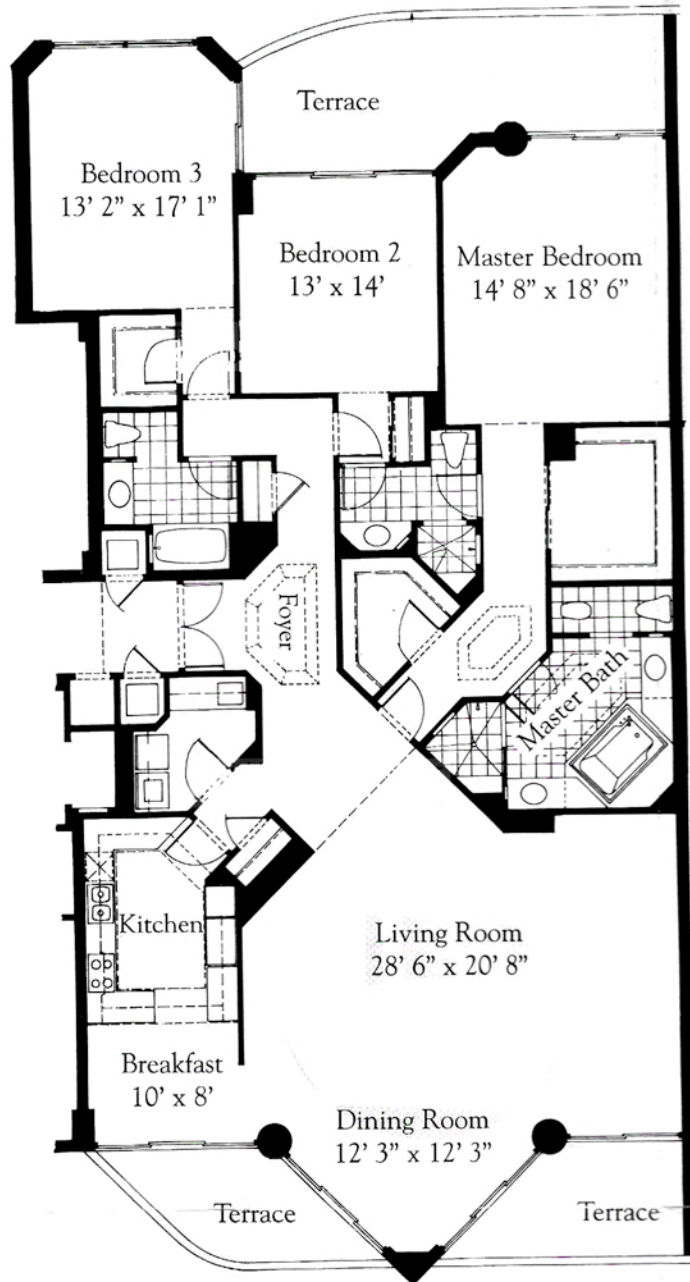 Terrace
Bedroom 3
13' 2” x 17' 1”
Bedroom 2
13' x 14'
Master Bedroom
14' 8” x 18' 6”
Foyer
Master Bath
Kitchen
Living Room
28' 6” x 20' 8”
Breakfast
10' x 8'
Dining Room
12' 3” x 12' 3”
Terrace
Terrace